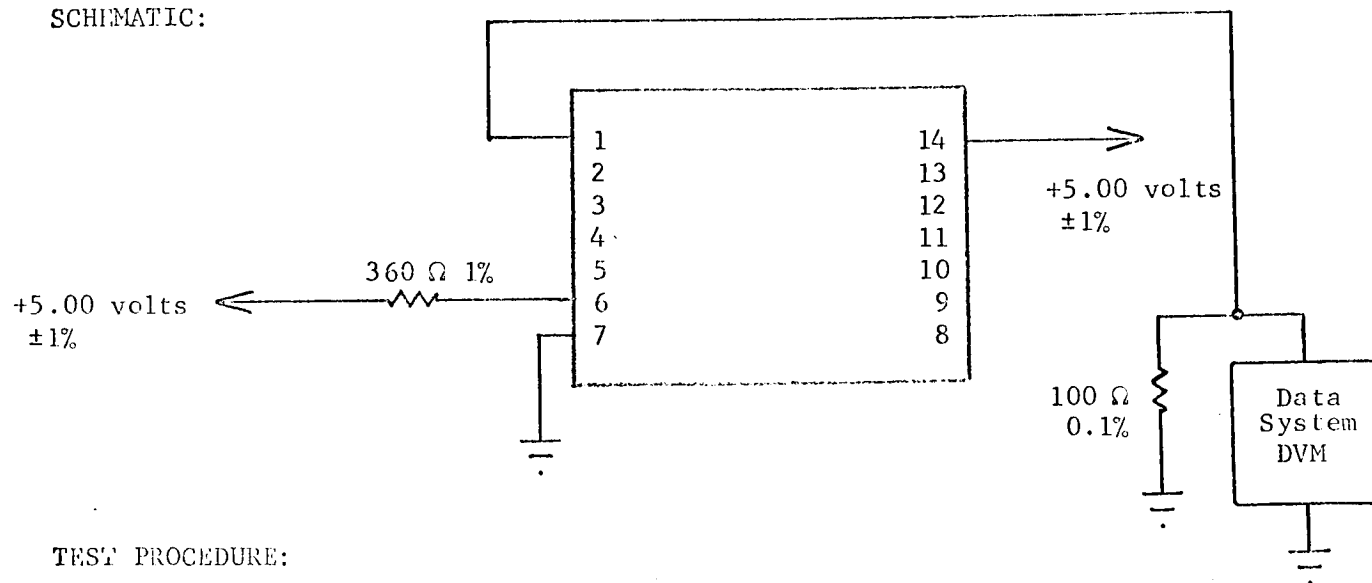 SCHEMATIC:
1
2
3
4
5
6
7
14
13
12
11
10
9
8
+5.00 volts
±1%
360 Ω 1%
+5.00 volts
±1%
100 Ω
0.1%
Data
System
DVM
TEST PROCEDURE: